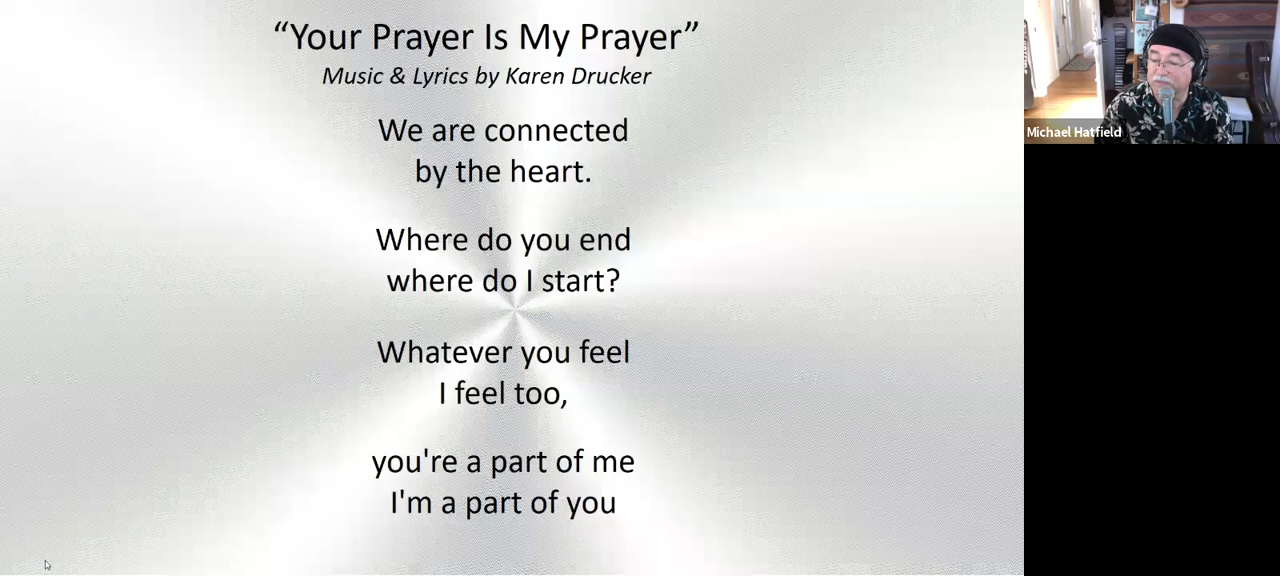 “Your Prayer Is My Prayer”
Music & Lyrics by Karen Drucker
We are connected
by the heart.
Where do you end
where do I start?
Whatever you feel
I feel too,
you're a part of me
I'm a part of you
Michael Hatfield